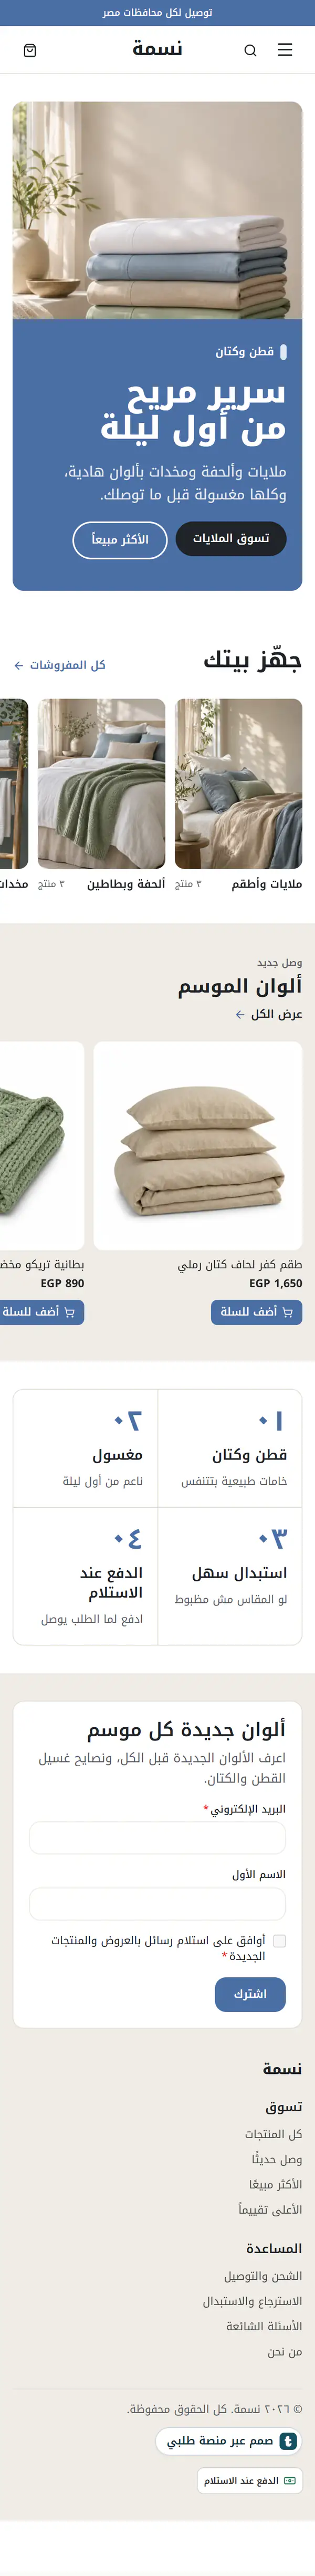 توصيل لكل محافظات مصر
نسمة
قطن وكتان
سرير مريح
من أول ليلة
ملايات وألحفة ومخدات بألوان هادية،
وكلها مغسولة قبل ما توصلك.
تسوق الملايات
الأكثر مبيعاً
جهّز بيتك
كل المفروشات
ملايات وأطقم
٣ منتج
ألحفة وبطاطين
٣ منتج
وصل جديد
ألوان الموسم
عرض الكل
طقم كفر لحاف كتان رملي
1,650 EGP
أضف للسلة
بطانية تريكو
890 EGP
أضف للسلة
٠١
قطن وكتان
خامات طبيعية بتتنفس
٠٢
مغسول
ناعم من أول ليلة
٠٣
استبدال سهل
لو المقاس مش مظبوط
٠٤
الدفع عند
الاستلام
ادفع لما الطلب يوصل
ألوان جديدة كل موسم
اعرف الألوان الجديدة قبل الكل، ونصايح غسيل
القطن والكتان.
البريد الإلكتروني *
الاسم الأول
أوافق على استلام رسائل بالعروض والمنتجات
الجديدة *
اشترك
نسمة
تسوق
كل المنتجات
وصل حديثًا
الأكثر مبيعًا
الأعلى تقييماً
المساعدة
الشحن والتوصيل
الاسترجاع والاستبدال
الأسئلة الشائعة
من نحن
© ٢٠٢٦ نسمة. كل الحقوق محفوظة.
صمم عبر منصة طلبي
الدفع عند الاستلام